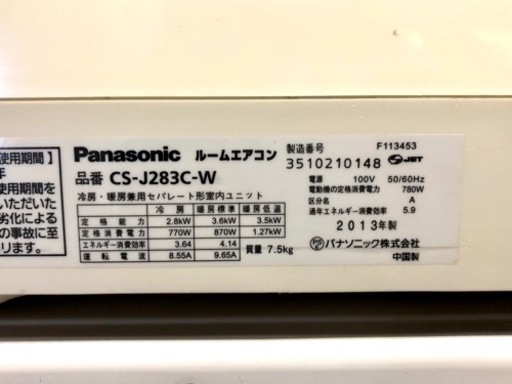 使用期間】
年
】
使用いただ
いただいた
劣化による
の事故に至
ります。
Panasonic ルームエアコン
品番 CS-J283C-W
冷房・暖房兼用セパレート形室内ユニット
冷房 暖房標準 暖房低温
定格能力 2.8kW 3.6kW 3.5kW
定格消費電力 770W 870W 1.27kW
エネルギー消費効率 3.64 4.14
運転電流 8.55A 9.65A
質量 7.5kg
製造番号 F113453
3510210148 JET
電源 100V 50/60Hz
電動機の定格消費電力 780W
区分名 A
通年エネルギー消費効率 5.9
2013年製
パナソニック株式会社
中国製